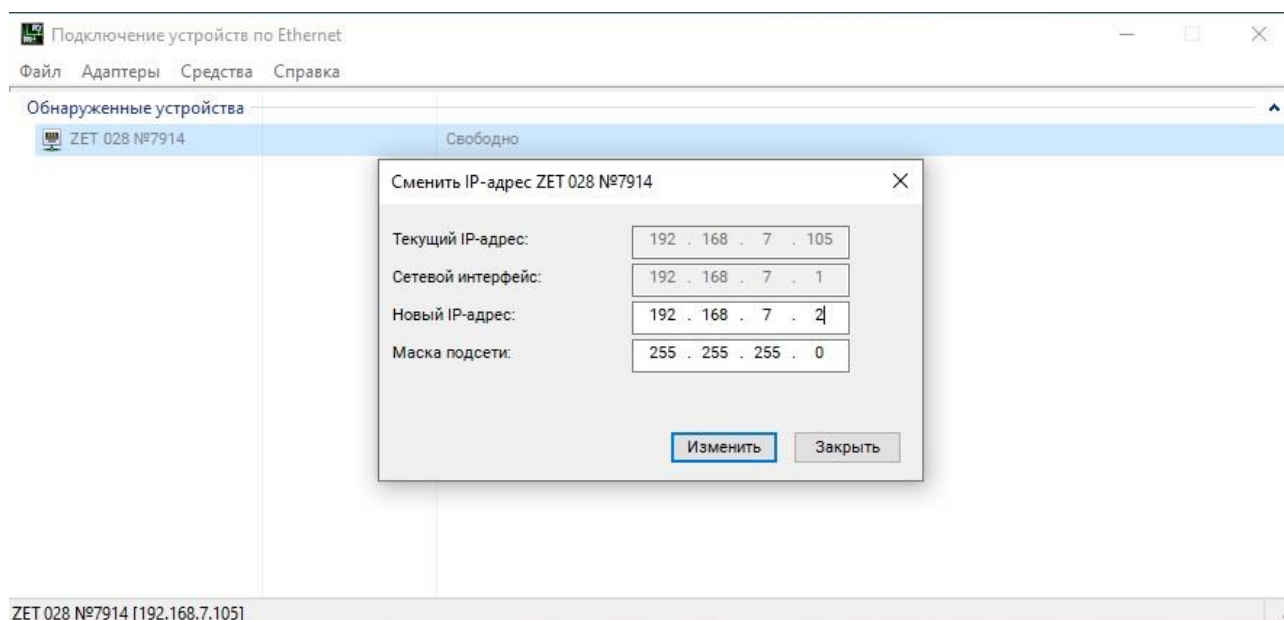 Подключение устройств по Ethernet
Файл Адаптеры Средства Справка
Обнаруженные устройства
ZET 028 №7914 Свободно
Сменить IP-адрес ZET 028 №7914
Текущий IP-адрес: 192 . 168 . 7 . 105
Сетевой интерфейс: 192 . 168 . 7 . 1
Новый IP-адрес: 192 . 168 . 7 . 2
Маска подсети: 255 . 255 . 255 . 0
Изменить Закрыть
ZET 028 №7914 [192.168.7.105]